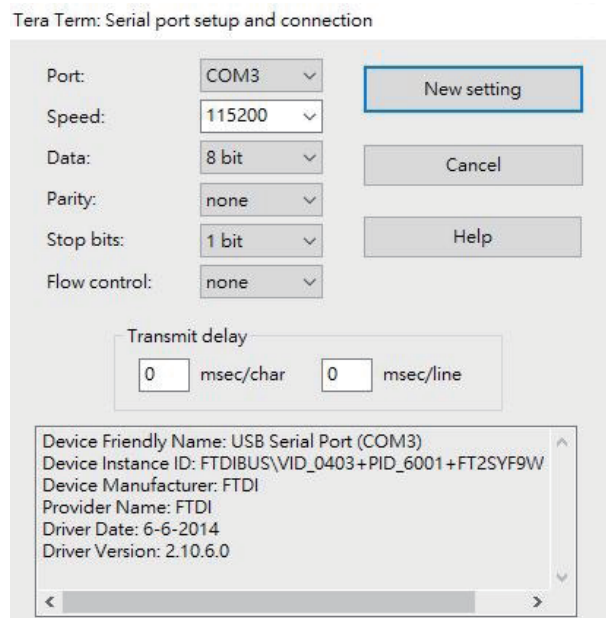 Tera Term: Serial port setup and connection
Port: COM3
New setting
Speed: 115200
Data: 8 bit
Cancel
Parity: none
Stop bits: 1 bit
Help
Flow control: none
Transmit delay
0 msec/char 0 msec/line
Device Friendly Name: USB Serial Port (COM3)
Device Instance ID: FTDIBUS\VID_0403+PID_6001+FT2SYF9W
Device Manufacturer: FTDI
Provider Name: FTDI
Driver Date: 6-6-2014
Driver Version: 2.10.6.0